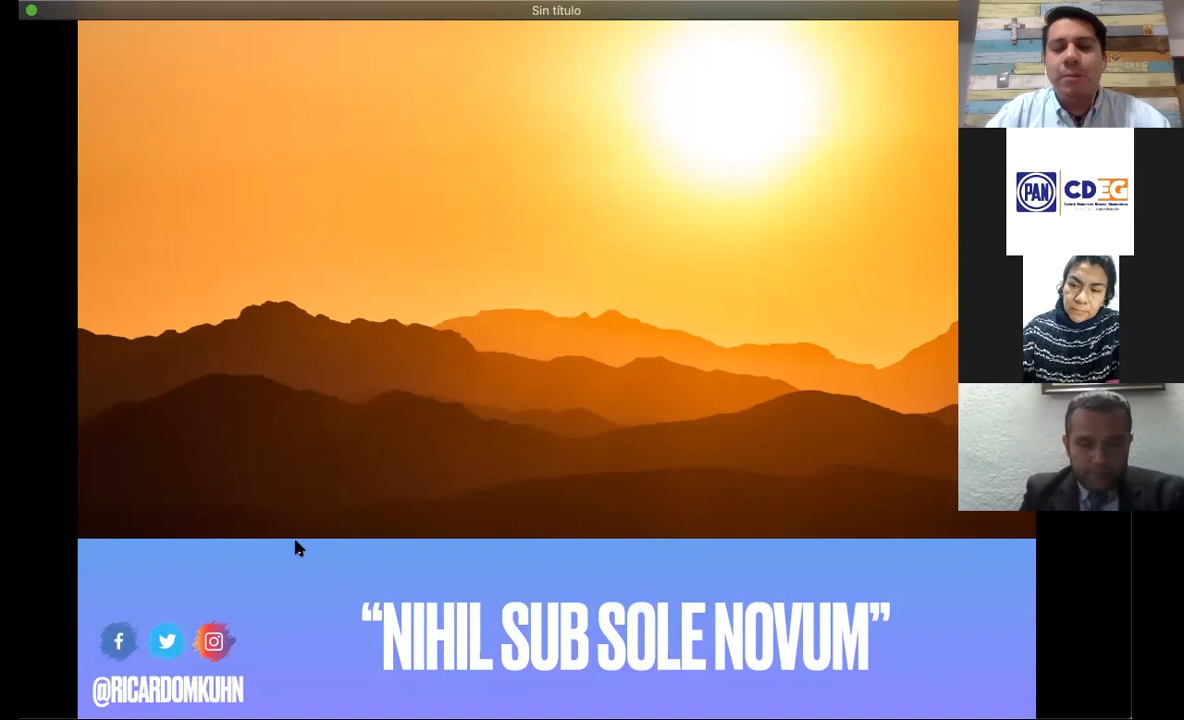 Sin título
PAN
CDEG
“NIHIL SUB SOLE NOVUM”
@RICARDOMKUHN